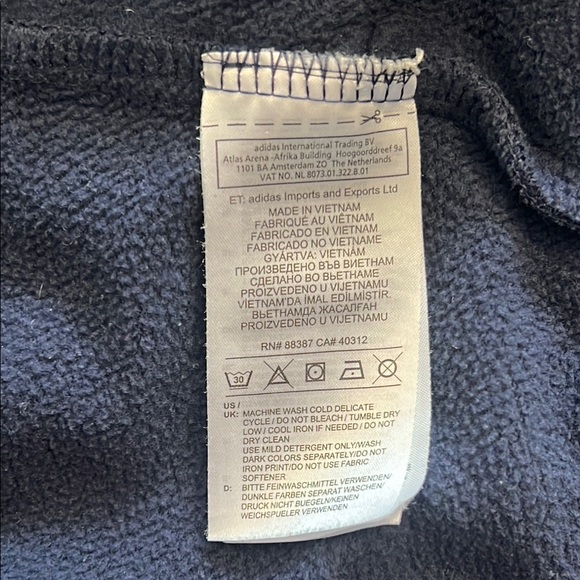 adidas International Trading BV
Atlas Arena -Afrika Building Hoogoorddreef 9a
1101 BA Amsterdam ZO The Netherlands
VAT NO. NL 8073.01.322.B.01
ET: adidas Imports and Exports Ltd
MADE IN VIETNAM
FABRIQUÉ AU VIÊTNAM
FABRICADO EN VIETNAM
FABRICADO NO VIETNAME
GYÁRTVA: VIETNÁM
ПРОИЗВЕДЕНО ВЪВ ВИЕТНАМ
СДЕЛАНО ВО ВЬЕТНАМЕ
PROIZVEDENO U VIJETNAMU
VIETNAM'DA İMAL EDİLMİŞTİR.
ВЬЕТНАМДА ЖАСАЛҒАН
PROIZVEDENO U VIJETNAMU
RN# 88387 CA# 40312
30
US /
UK: MACHINE WASH COLD DELICATE
CYCLE / DO NOT BLEACH / TUMBLE DRY
LOW / COOL IRON IF NEEDED / DO NOT
DRY CLEAN
USE MILD DETERGENT ONLY/WASH
DARK COLORS SEPARATELY/DO NOT
IRON PRINT/DO NOT USE FABRIC
SOFTENER
D: BITTE FEINWASCHMITTEL VERWENDEN/
DUNKLE FARBEN SEPARAT WASCHEN/
DRUCK NICHT BUEGELN/KEINEN
WEICHSPUELER VERWENDEN